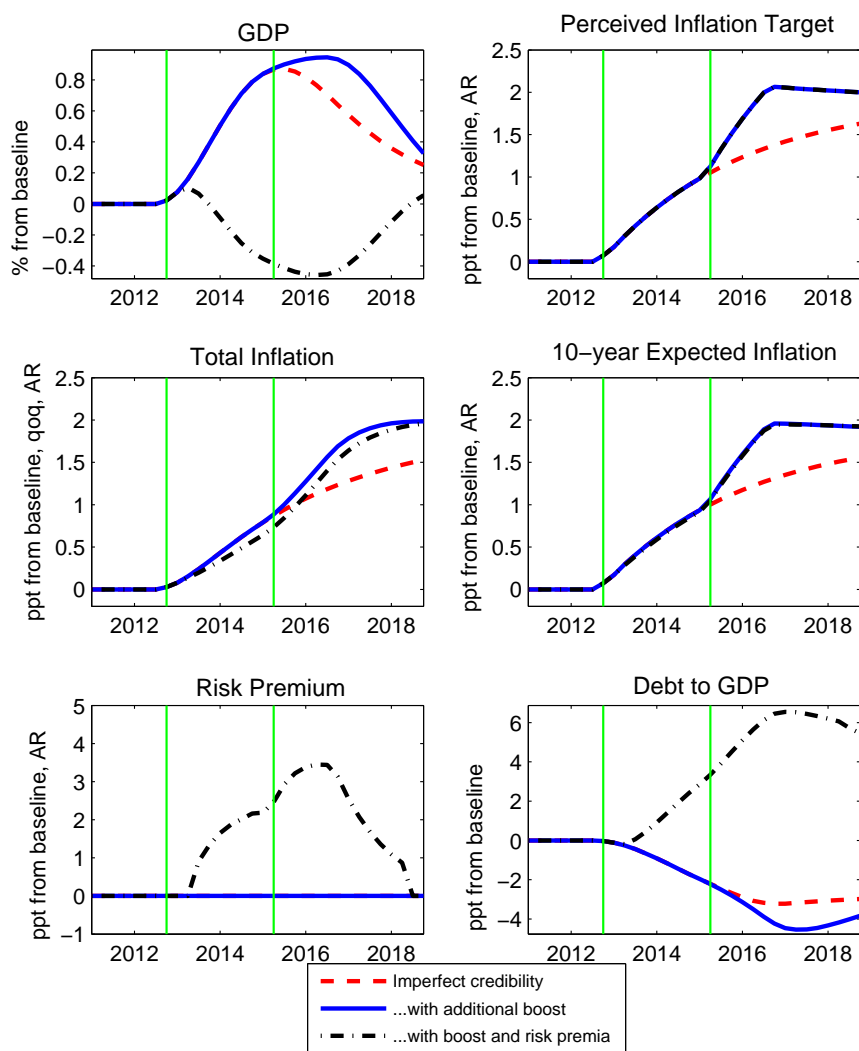 GDP
% from baseline
0.8
0.6
0.4
0.2
0
−0.2
−0.4
2012 2014 2016 2018
Perceived Inflation Target
ppt from baseline, AR
2.5
2
1.5
1
0.5
0
2012 2014 2016 2018
Total Inflation
ppt from baseline, qoq, AR
2.5
2
1.5
1
0.5
0
2012 2014 2016 2018
10−year Expected Inflation
ppt from baseline, AR
2.5
2
1.5
1
0.5
0
2012 2014 2016 2018
Risk Premium
ppt from baseline, AR
5
4
3
2
1
0
−1
2012 2014 2016 2018
Debt to GDP
ppt from baseline
6
4
2
0
−2
−4
2012 2014 2016 2018
Imperfect credibility
...with additional boost
...with boost and risk premia